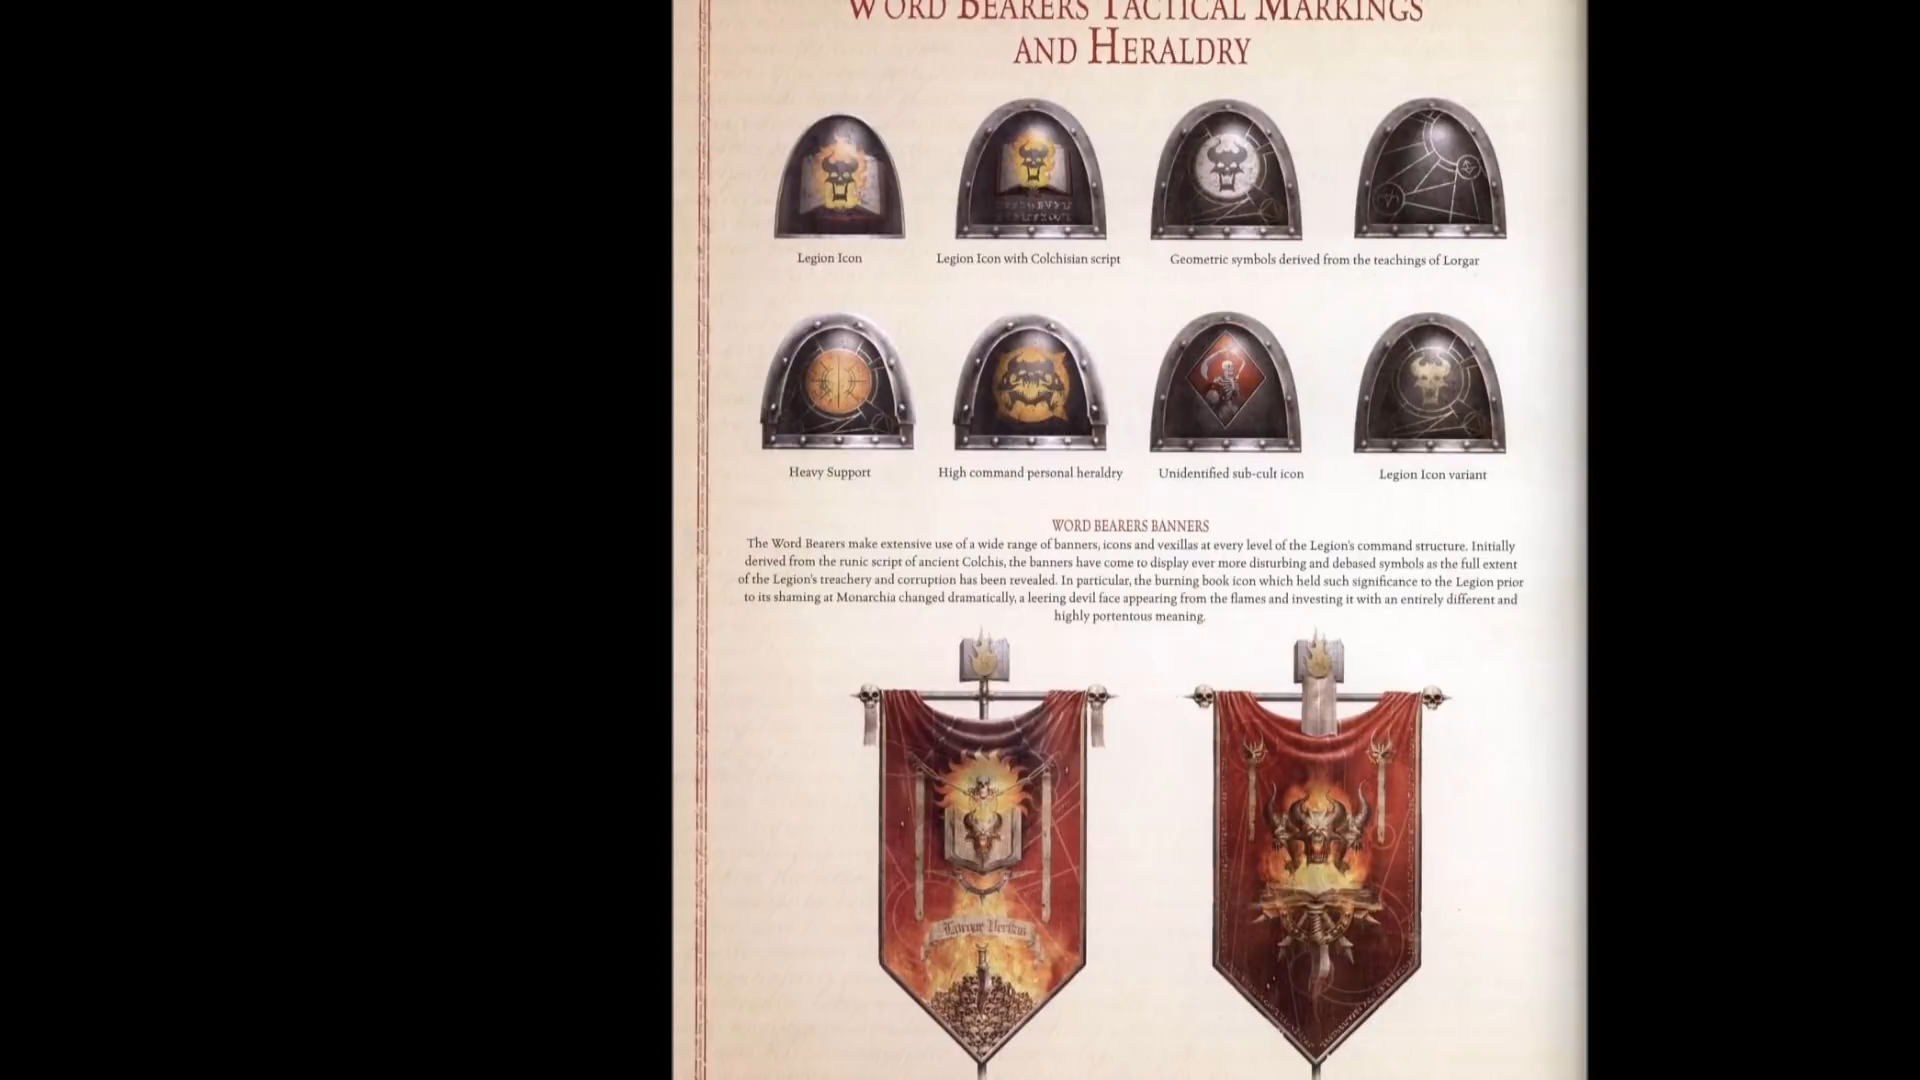 WORD BEARERS TACTICAL MARKINGS
AND HERALDRY
Legion Icon
Legion Icon with Colchisian script
Geometric symbols derived from the teachings of Lorgar
Heavy Support
High command personal heraldry
Unidentified sub-cult icon
Legion Icon variant
WORD BEARERS BANNERS
The Word Bearers make extensive use of a wide range of banners, icons and vexillas at every level of the Legion's command structure. Initially
derived from the runic script of ancient Colchis, the banners have come to display ever more disturbing and debased symbols as the full extent
of the Legion's treachery and corruption has been revealed. In particular, the burning book icon which held such significance to the Legion prior
to its shaming at Monarchia changed dramatically, a leering devil face appearing from the flames and investing it with an entirely different and
highly portentous meaning.